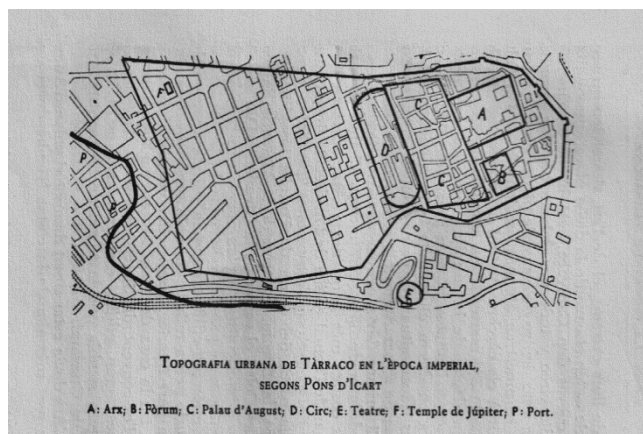 F
A
C
D
C
B
P
P
E
TOPOGRAFIA URBANA DE TÀRRACO EN L'ÈPOCA IMPERIAL,
SEGONS PONS D'ICART
A: Arx; B: Fòrum; C: Palau d'August; D: Circ; E: Teatre; F: Temple de Júpiter; P: Port.